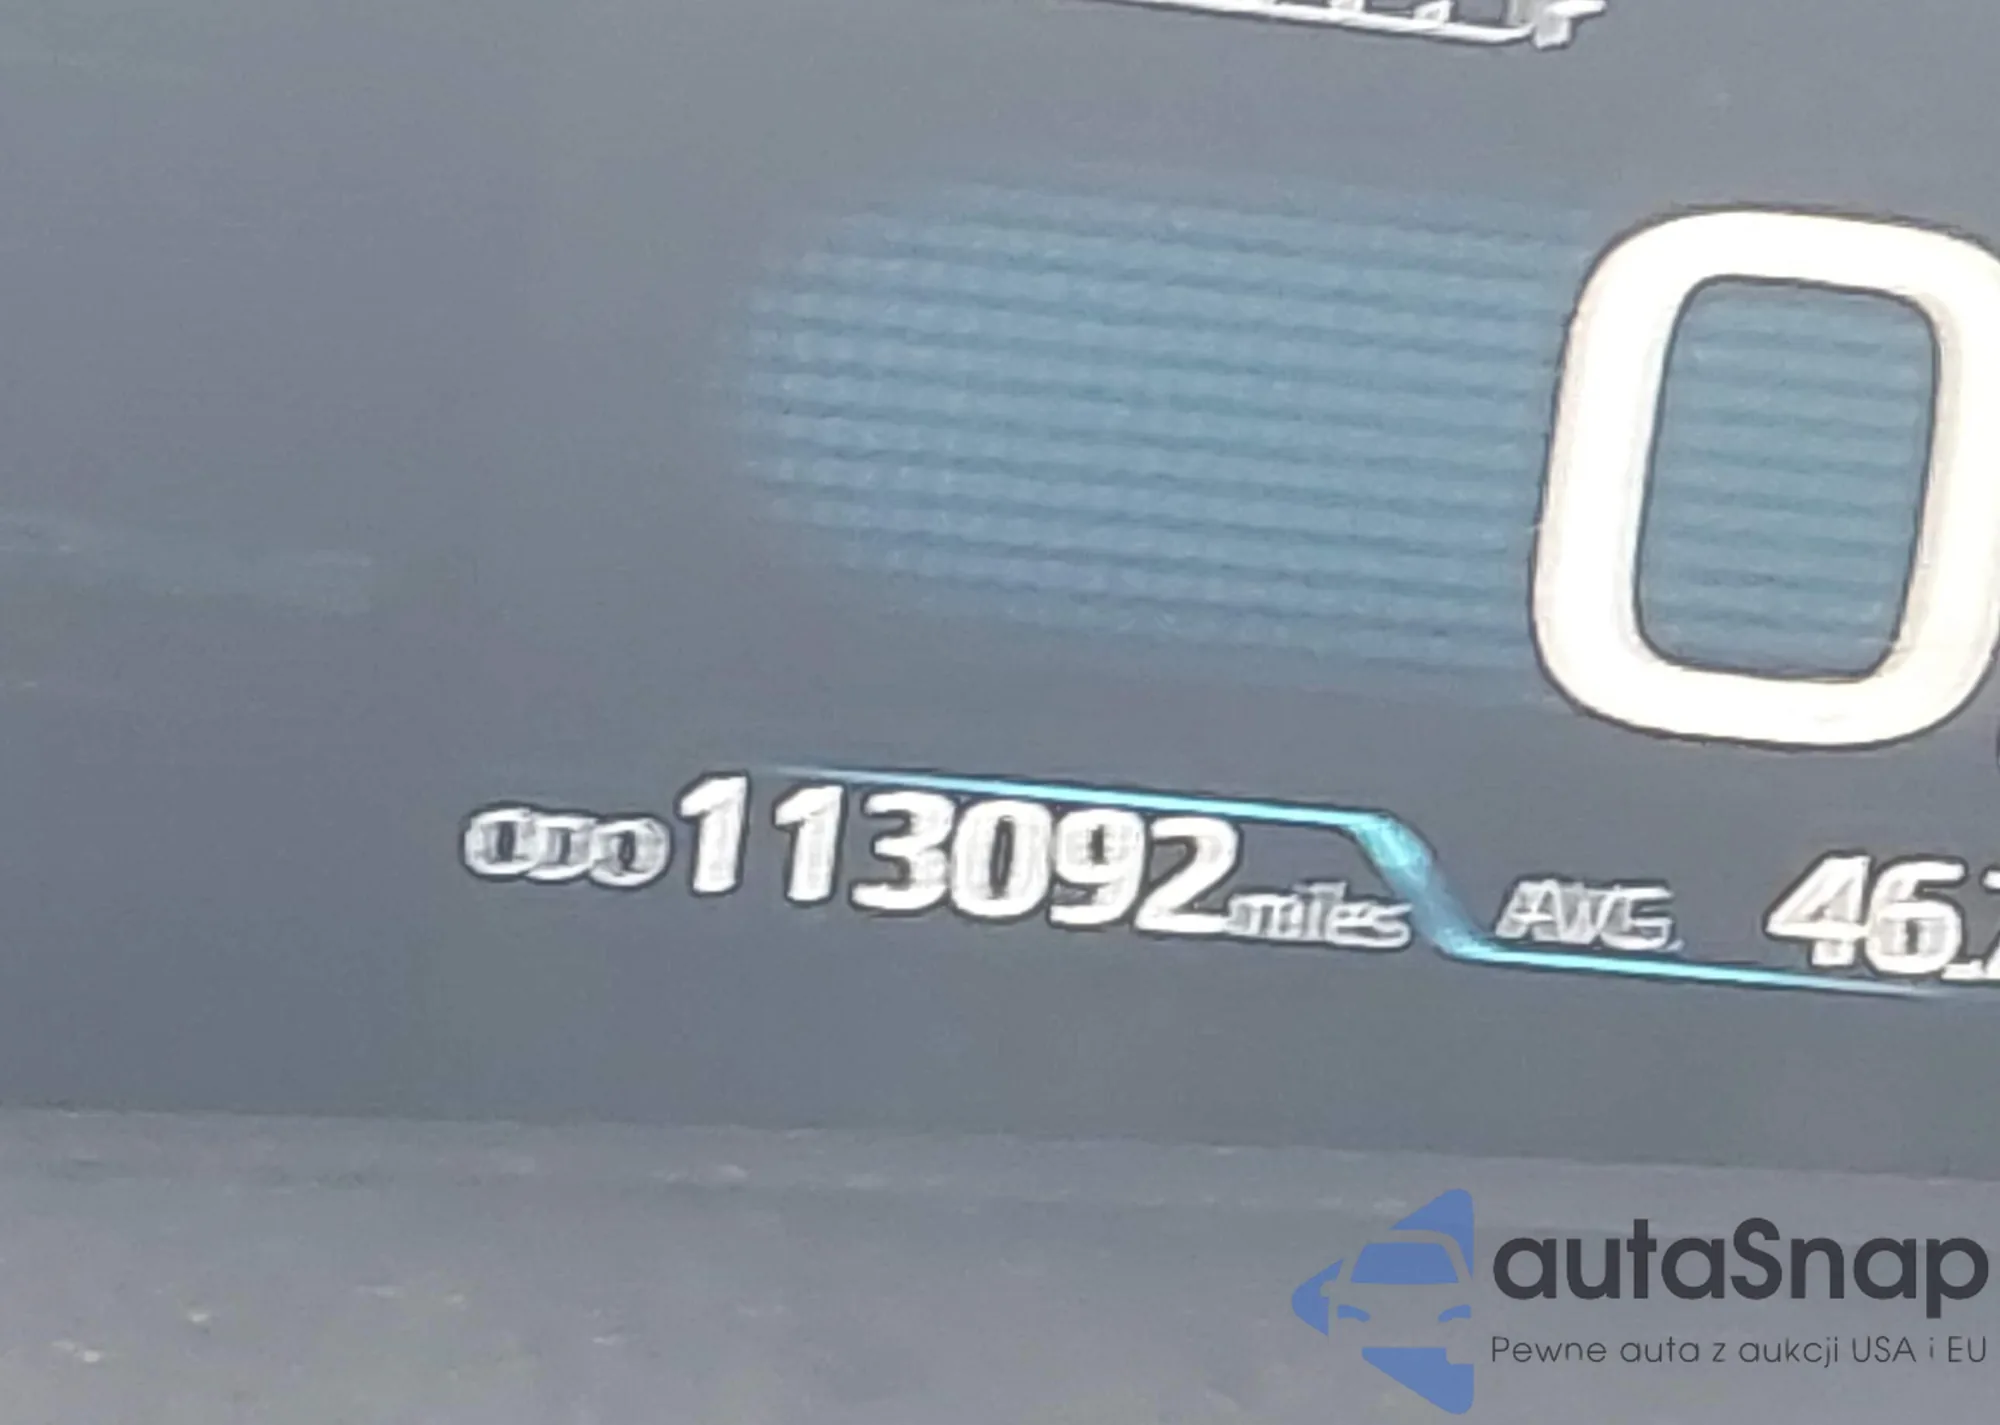 0
ODO 113092 miles AVG. 46.
autaSnap
Pewne auta z aukcji USA i EU